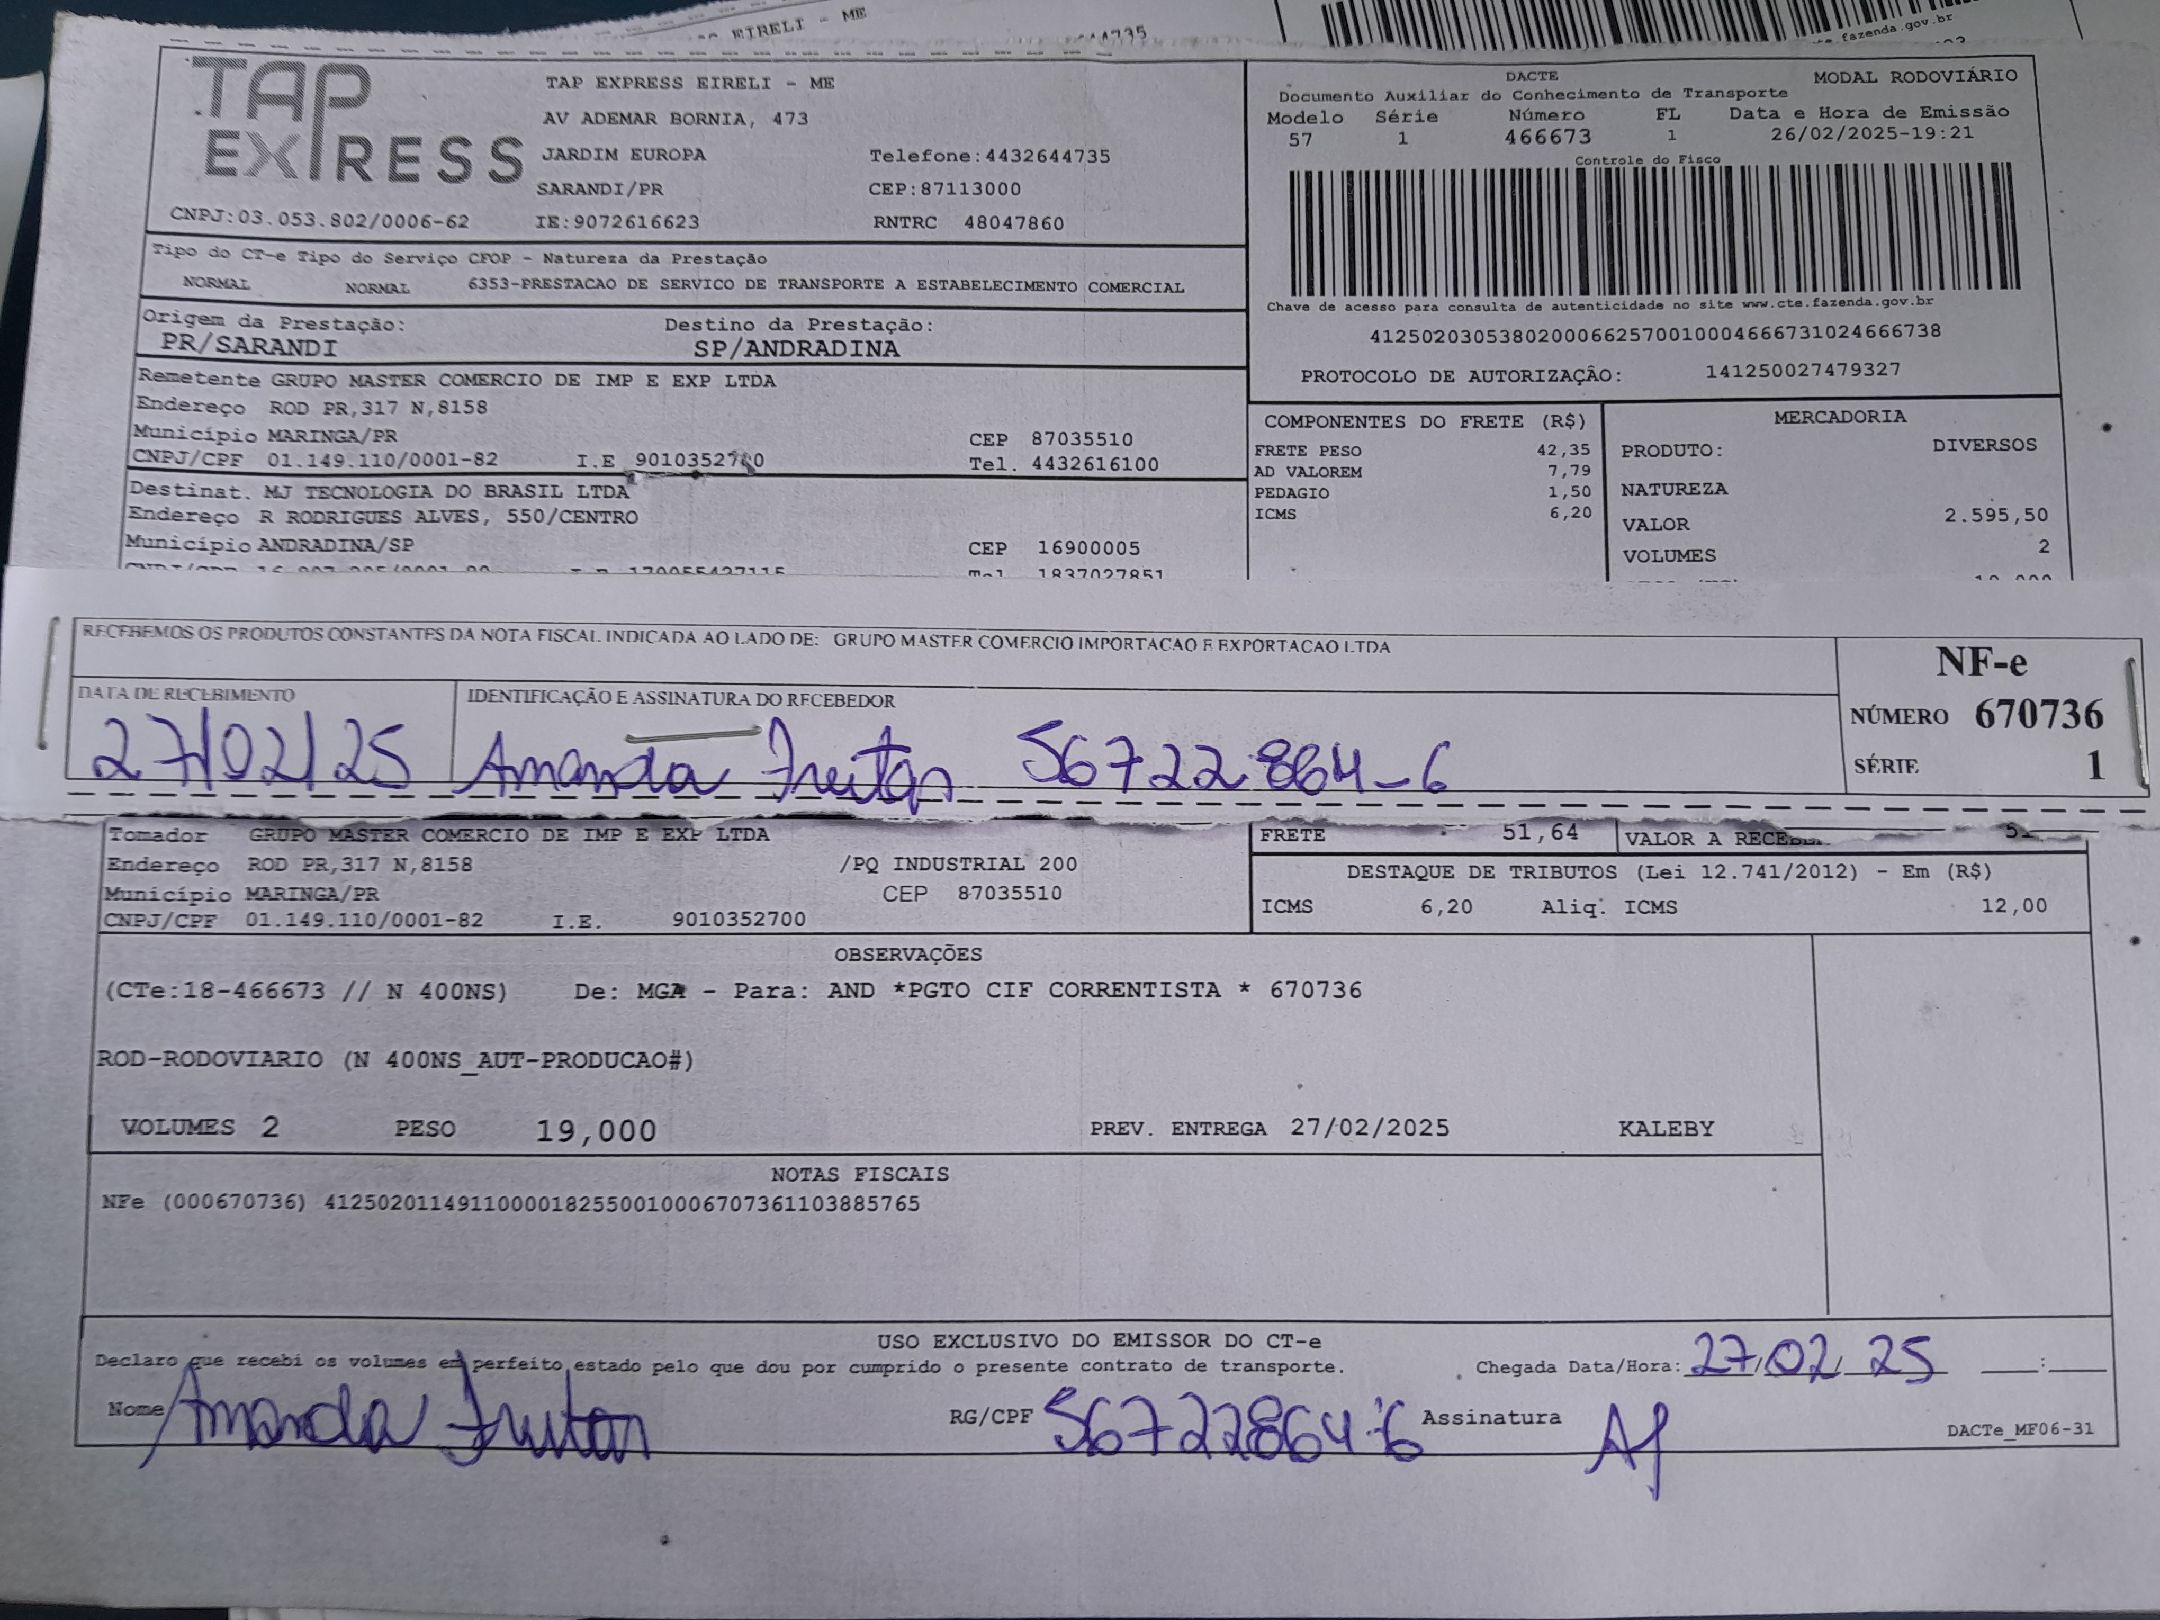 EIRELI - ME
fazenda.gov.br
TAP EXPRESS
TAP EXPRESS EIRELI - ME
AV ADEMAR BORNIA, 473
JARDIM EUROPA Telefone:4432644735
SARANDI/PR CEP:87113000
CNPJ:03.053.802/0006-62 IE:9072616623 RNTRC 48047860
DACTE MODAL RODOVIÁRIO
Documento Auxiliar do Conhecimento de Transporte
Modelo Série Número FL Data e Hora de Emissão
57 1 466673 1 26/02/2025-19:21
Controle do Fisco
Chave de acesso para consulta de autenticidade no site www.cte.fazenda.gov.br
41250203053802000662570010004666731024666738
PROTOCOLO DE AUTORIZAÇÃO: 141250027479327
Tipo do CT-e Tipo do Serviço CFOP - Natureza da Prestação
NORMAL NORMAL 6353-PRESTACAO DE SERVICO DE TRANSPORTE A ESTABELECIMENTO COMERCIAL
Origem da Prestação: Destino da Prestação:
PR/SARANDI SP/ANDRADINA
Remetente GRUPO MASTER COMERCIO DE IMP E EXP LTDA
Endereço ROD PR,317 N,8158
Município MARINGA/PR CEP 87035510
CNPJ/CPF 01.149.110/0001-82 I.E 9010352700 Tel. 4432616100
Destinat. MJ TECNOLOGIA DO BRASIL LTDA
Endereço R RODRIGUES ALVES, 550/CENTRO
Município ANDRADINA/SP CEP 16900005
COMPONENTES DO FRETE (R$)
FRETE PESO 42,35
AD VALOREM 7,79
PEDAGIO 1,50
ICMS 6,20
MERCADORIA
PRODUTO: DIVERSOS
NATUREZA
VALOR 2.595,50
VOLUMES 2
RECEBEMOS OS PRODUTOS CONSTANTES DA NOTA FISCAL INDICADA AO LADO DE: GRUPO MASTER COMERCIO IMPORTACAO E EXPORTACAO LTDA
DATA DE RECEBIMENTO IDENTIFICAÇÃO E ASSINATURA DO RECEBEDOR
27/02/25 Amanda Freitas 56722864-6
NF-e
NÚMERO 670736
SÉRIE 1
Tomador GRUPO MASTER COMERCIO DE IMP E EXP LTDA
Endereço ROD PR,317 N,8158 /PQ INDUSTRIAL 200
Município MARINGA/PR CEP 87035510
CNPJ/CPF 01.149.110/0001-82 I.E. 9010352700
FRETE 51,64 VALOR A
DESTAQUE DE TRIBUTOS (Lei 12.741/2012) - Em (R$)
ICMS 6,20 Aliq. ICMS 12,00
OBSERVAÇÕES
(CTe:18-466673 // N 400NS) De: MGA - Para: AND *PGTO CIF CORRENTISTA * 670736
ROD-RODOVIARIO (N 400NS_AUT-PRODUCAO#)
VOLUMES 2 PESO 19,000 PREV. ENTREGA 27/02/2025 KALEBY
NOTAS FISCAIS
NFe (000670736) 41250201149110000182550010006707361103885765
USO EXCLUSIVO DO EMISSOR DO CT-e
Declaro que recebi os volumes em perfeito estado pelo que dou por cumprido o presente contrato de transporte. Chegada Data/Hora: 27/02/25 __:__
Nome Amanda Freitas RG/CPF 56722864-6 Assinatura Af
DACTe_MF06-31